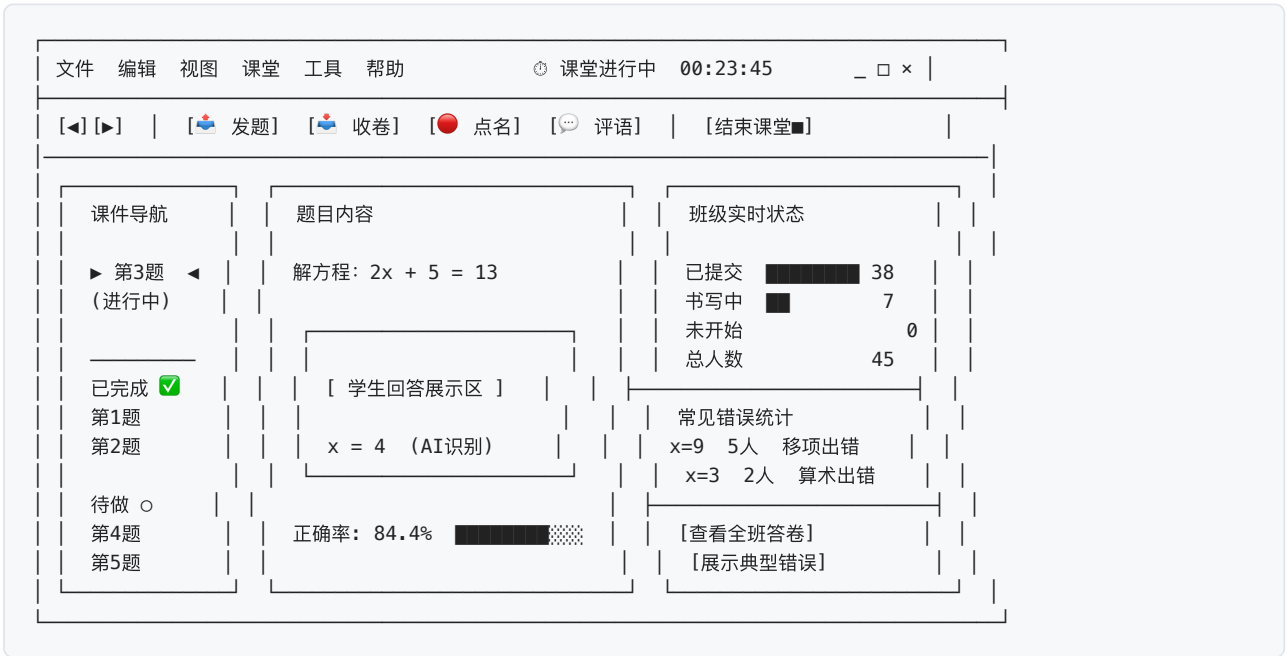 文件 编辑 视图 课堂 工具 帮助 ⏱ 课堂进行中 00:23:45 _ □ ×
[◀][▶] │ [📤 发题] [📥 收卷] [🔴 点名] [💬 评语] │ [结束课堂■]
课件导航
▶ 第3题 ◀
(进行中)
已完成 ✅
第1题
第2题
待做 ○
第4题
第5题
题目内容
解方程: 2x + 5 = 13
[ 学生回答展示区 ]
x = 4 (AI识别)
正确率: 84.4% ████████░░░
班级实时状态
已提交 ████████ 38
书写中 ██ 7
未开始 0
总人数 45
常见错误统计
x=9 5人 移项出错
x=3 2人 算术出错
[查看全班答卷]
[展示典型错误]